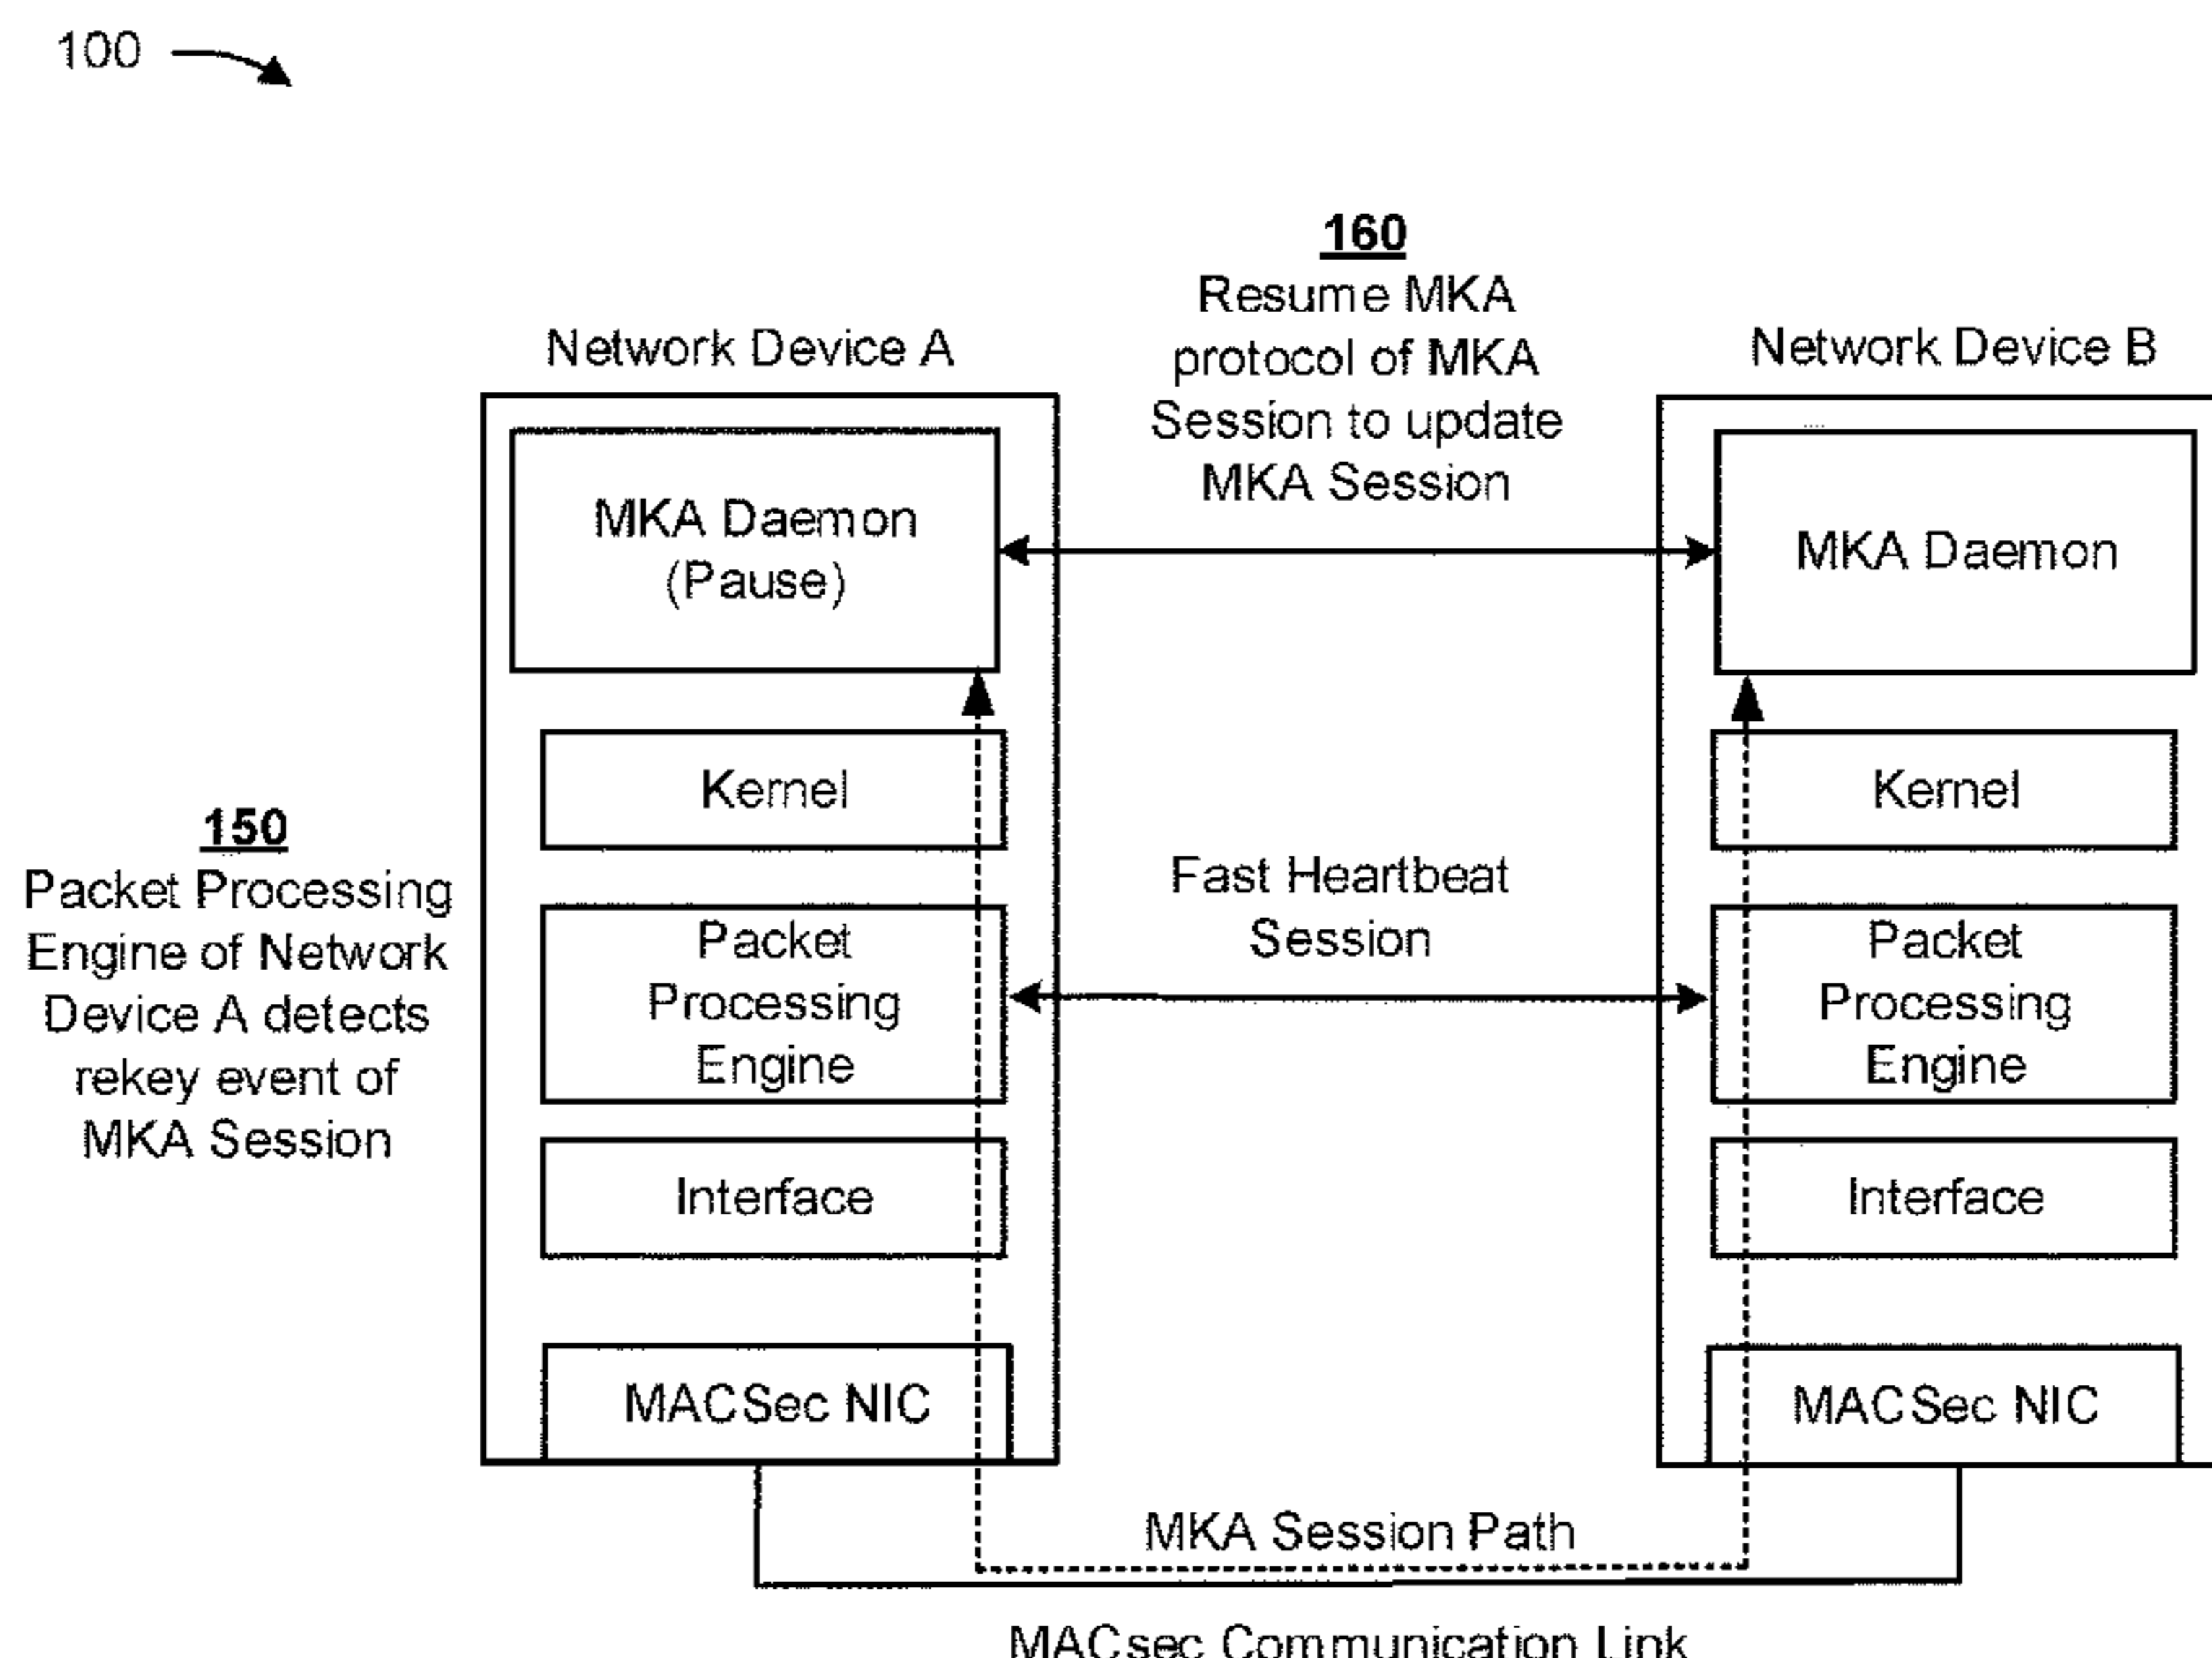 100
160
Resume MKA
protocol of MKA
Session to update
MKA Session
Network Device A
Network Device B
MKA Daemon
(Pause)
MKA Daemon
Kernel
Kernel
150
Packet Processing
Engine of Network
Device A detects
rekey event of
MKA Session
Fast Heartbeat
Session
Packet
Processing
Engine
Packet
Processing
Engine
Interface
Interface
MACSec NIC
MACSec NIC
MKA Session Path
MACsec Communication Link